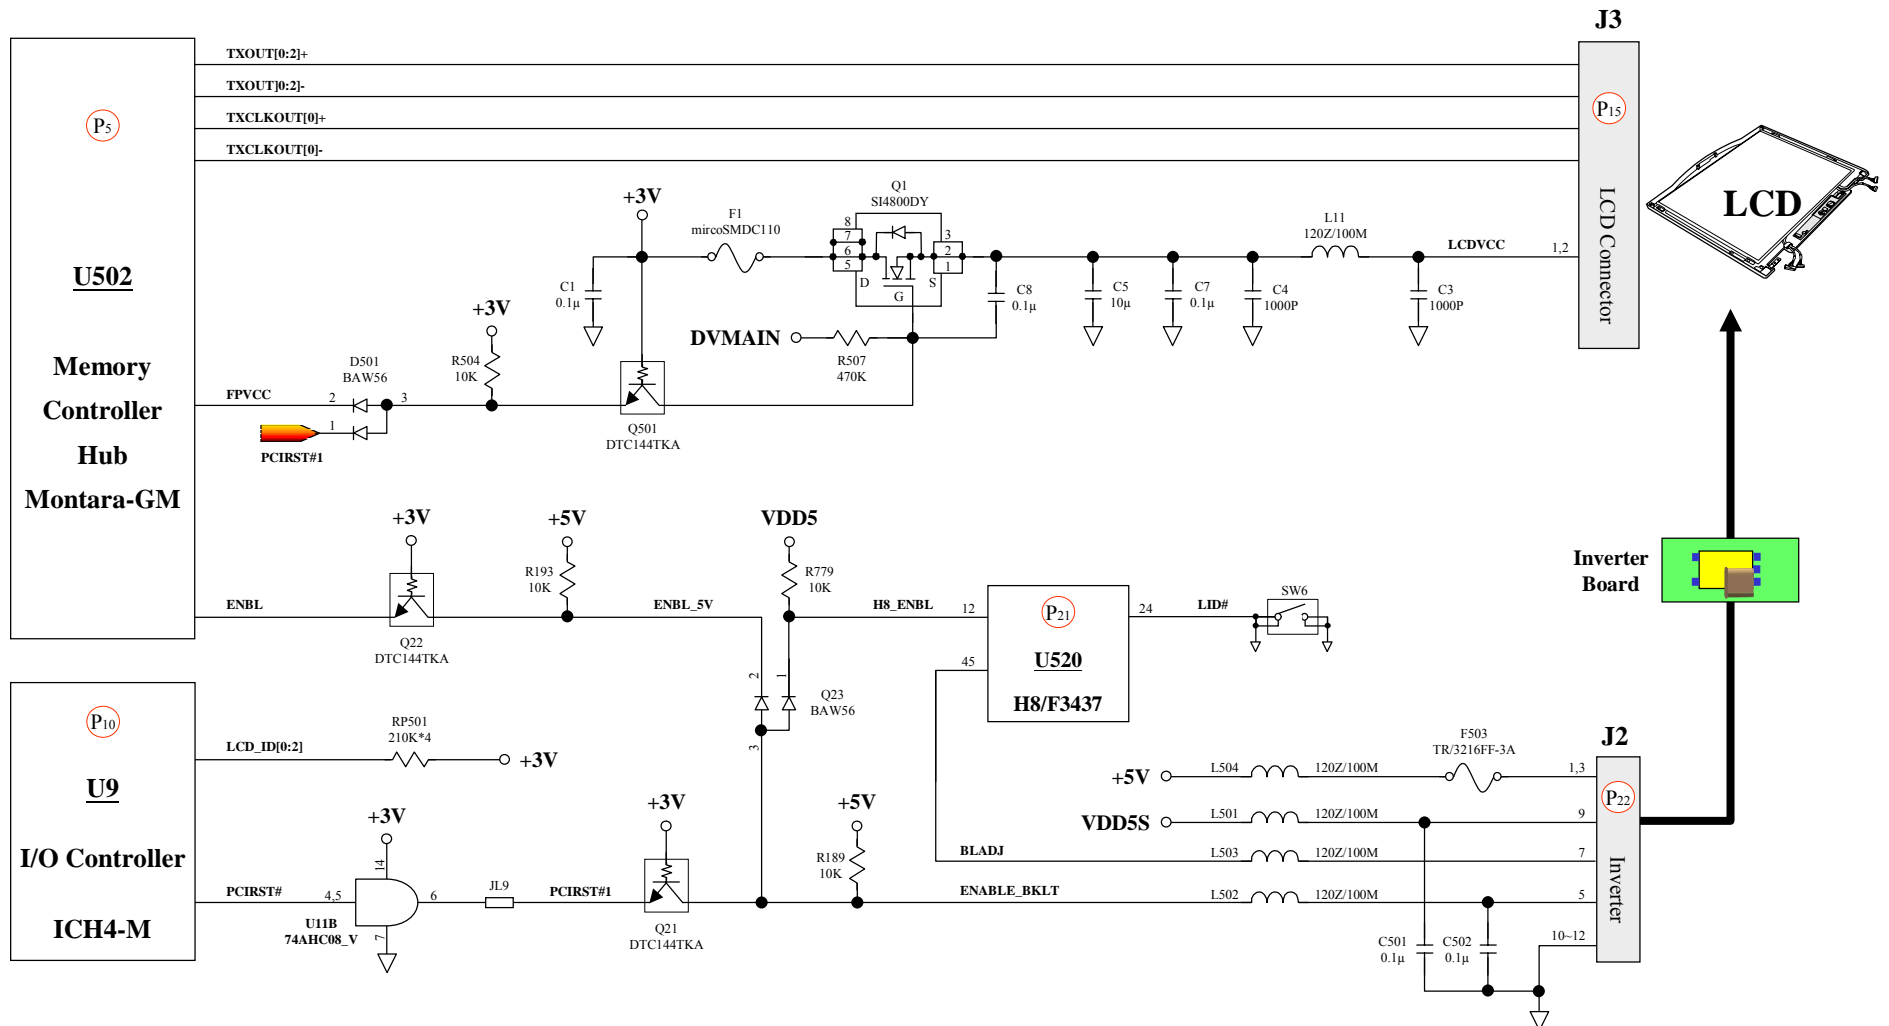 J3
TXOUT[0:2]+
TXOUT[0:2]-
TXCLKOUT[0]+
TXCLKOUT[0]-
P5
P15
LCD Connector
LCD
U502
Memory
Controller
Hub
Montara-GM
+3V
F1
mircoSMDC110
Q1
SI4800DY
8
7
6
5
D
G
S
3
2
1
L11
120Z/100M
LCDVCC
1,2
C1
0.1µ
C8
0.1µ
C5
10µ
C7
0.1µ
C4
1000P
C3
1000P
DVMAIN
R507
470K
+3V
R504
10K
D501
BAW56
FPVCC
2
3
1
PCIRST#1
Q501
DTC144TKA
+3V
+5V
VDD5
R193
10K
R779
10K
ENBL
Q22
DTC144TKA
ENBL_5V
H8_ENBL
12
P21
24
LID#
SW6
45
U520
H8/F3437
Inverter
Board
2
1
Q23
BAW56
3
P10
U9
I/O Controller
ICH4-M
LCD_ID[0:2]
RP501
210K*4
+3V
+3V
14
PCIRST#
4,5
6
7
U11B
74AHC08_V
JL9
PCIRST#1
+3V
Q21
DTC144TKA
+5V
R189
10K
BLADJ
ENABLE_BKLT
J2
P22
Inverter
+5V
L504
120Z/100M
F503
TR/3216FF-3A
1,3
VDD5S
L501
120Z/100M
9
L503
120Z/100M
7
L502
120Z/100M
5
10~12
C501
0.1µ
C502
0.1µ